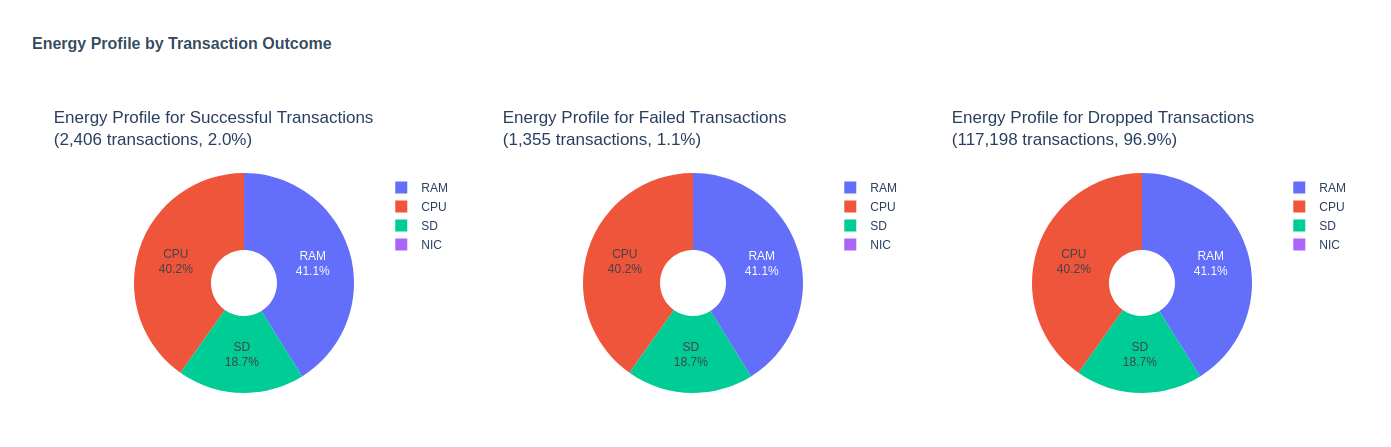 Energy Profile by Transaction Outcome
Energy Profile for Successful Transactions
(2,406 transactions, 2.0%)
RAM
CPU
SD
NIC
CPU
40.2%
RAM
41.1%
SD
18.7%
Energy Profile for Failed Transactions
(1,355 transactions, 1.1%)
RAM
CPU
SD
NIC
CPU
40.2%
RAM
41.1%
SD
18.7%
Energy Profile for Dropped Transactions
(117,198 transactions, 96.9%)
RAM
CPU
SD
NIC
CPU
40.2%
RAM
41.1%
SD
18.7%